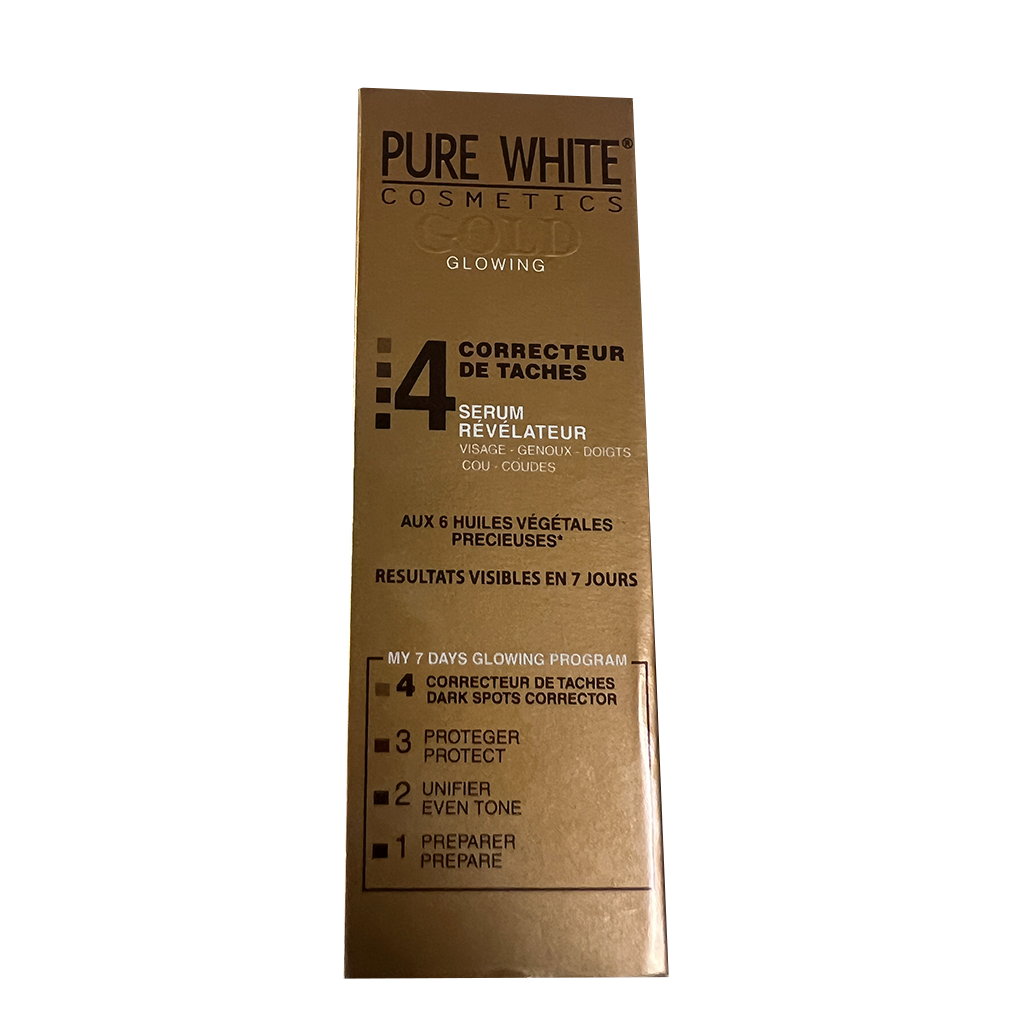 PURE WHITE®
COSMETICS
GOLD
GLOWING
4 CORRECTEUR
DE TACHES
SERUM
RÉVÉLATEUR
VISAGE - GENOUX - DOIGTS
COU - COUDES
AUX 6 HUILES VÉGÉTALES
PRECIEUSES*
RESULTATS VISIBLES EN 7 JOURS
MY 7 DAYS GLOWING PROGRAM
4 CORRECTEUR DE TACHES
DARK SPOTS CORRECTOR
3 PROTEGER
PROTECT
2 UNIFIER
EVEN TONE
1 PREPARER
PREPARE